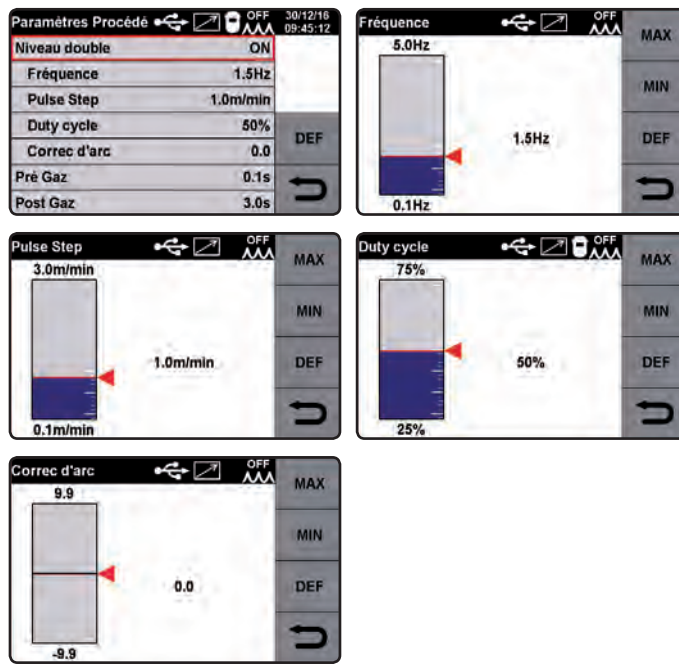 Paramètres Procédé OFF 30/12/16 09:45:12
Niveau double ON
Fréquence 1.5Hz
Pulse Step 1.0m/min
Duty cycle 50%
Correc d'arc 0.0
Pré Gaz 0.1s
Post Gaz 3.0s
DEF
Fréquence OFF
5.0Hz
1.5Hz
0.1Hz
MAX
MIN
DEF
Pulse Step OFF
3.0m/min
1.0m/min
0.1m/min
MAX
MIN
DEF
Duty cycle OFF
75%
50%
25%
MAX
MIN
DEF
Correc d'arc OFF
9.9
0.0
-9.9
MAX
MIN
DEF